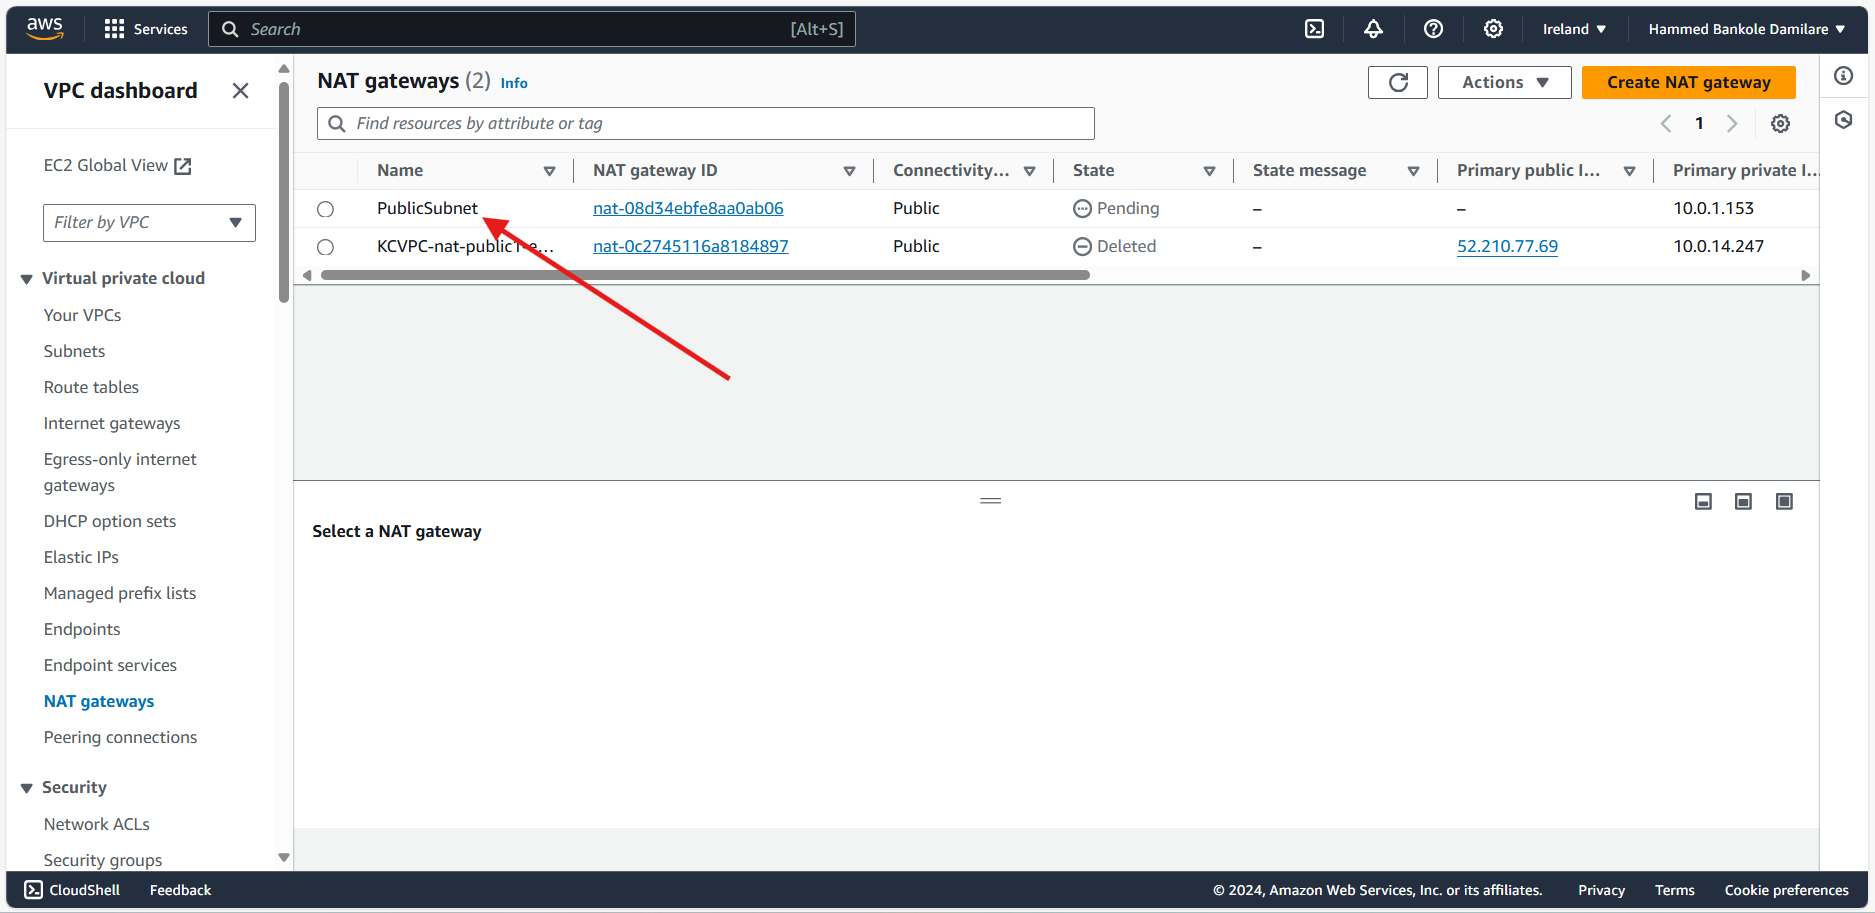 aws Services Search [Alt+S] Ireland Hammed Bankole Damilare
VPC dashboard
EC2 Global View
Filter by VPC
Virtual private cloud
Your VPCs
Subnets
Route tables
Internet gateways
Egress-only internet
gateways
DHCP option sets
Elastic IPs
Managed prefix lists
Endpoints
Endpoint services
NAT gateways
Peering connections
Security
Network ACLs
Security groups
NAT gateways (2) Info
Actions Create NAT gateway
Find resources by attribute or tag
1
Name NAT gateway ID Connectivity... State State message Primary public I... Primary private I...
PublicSubnet nat-08d34ebfe8aa0ab06 Public Pending – – 10.0.1.153
KCVPC-nat-public1-e... nat-0c2745116a8184897 Public Deleted – 52.210.77.69 10.0.14.247
Select a NAT gateway
CloudShell Feedback © 2024, Amazon Web Services, Inc. or its affiliates. Privacy Terms Cookie preferences